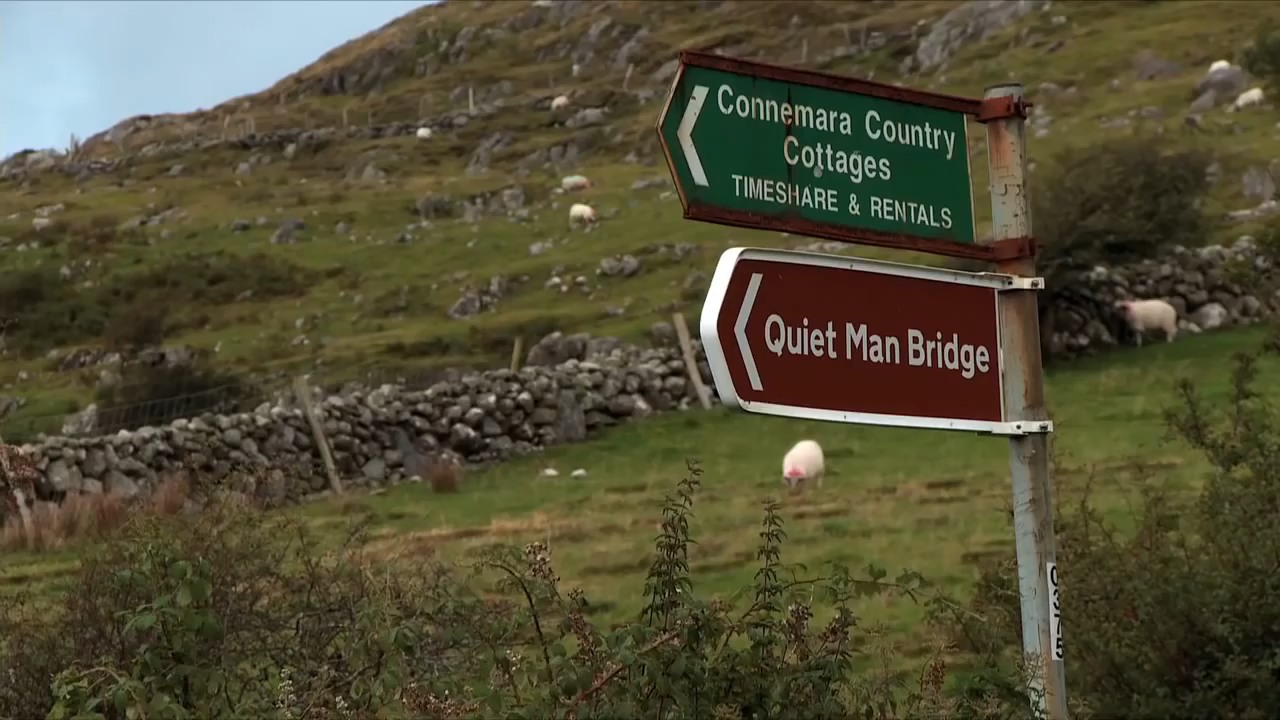 Connemara Country
Cottages
TIMESHARE & RENTALS
Quiet Man Bridge